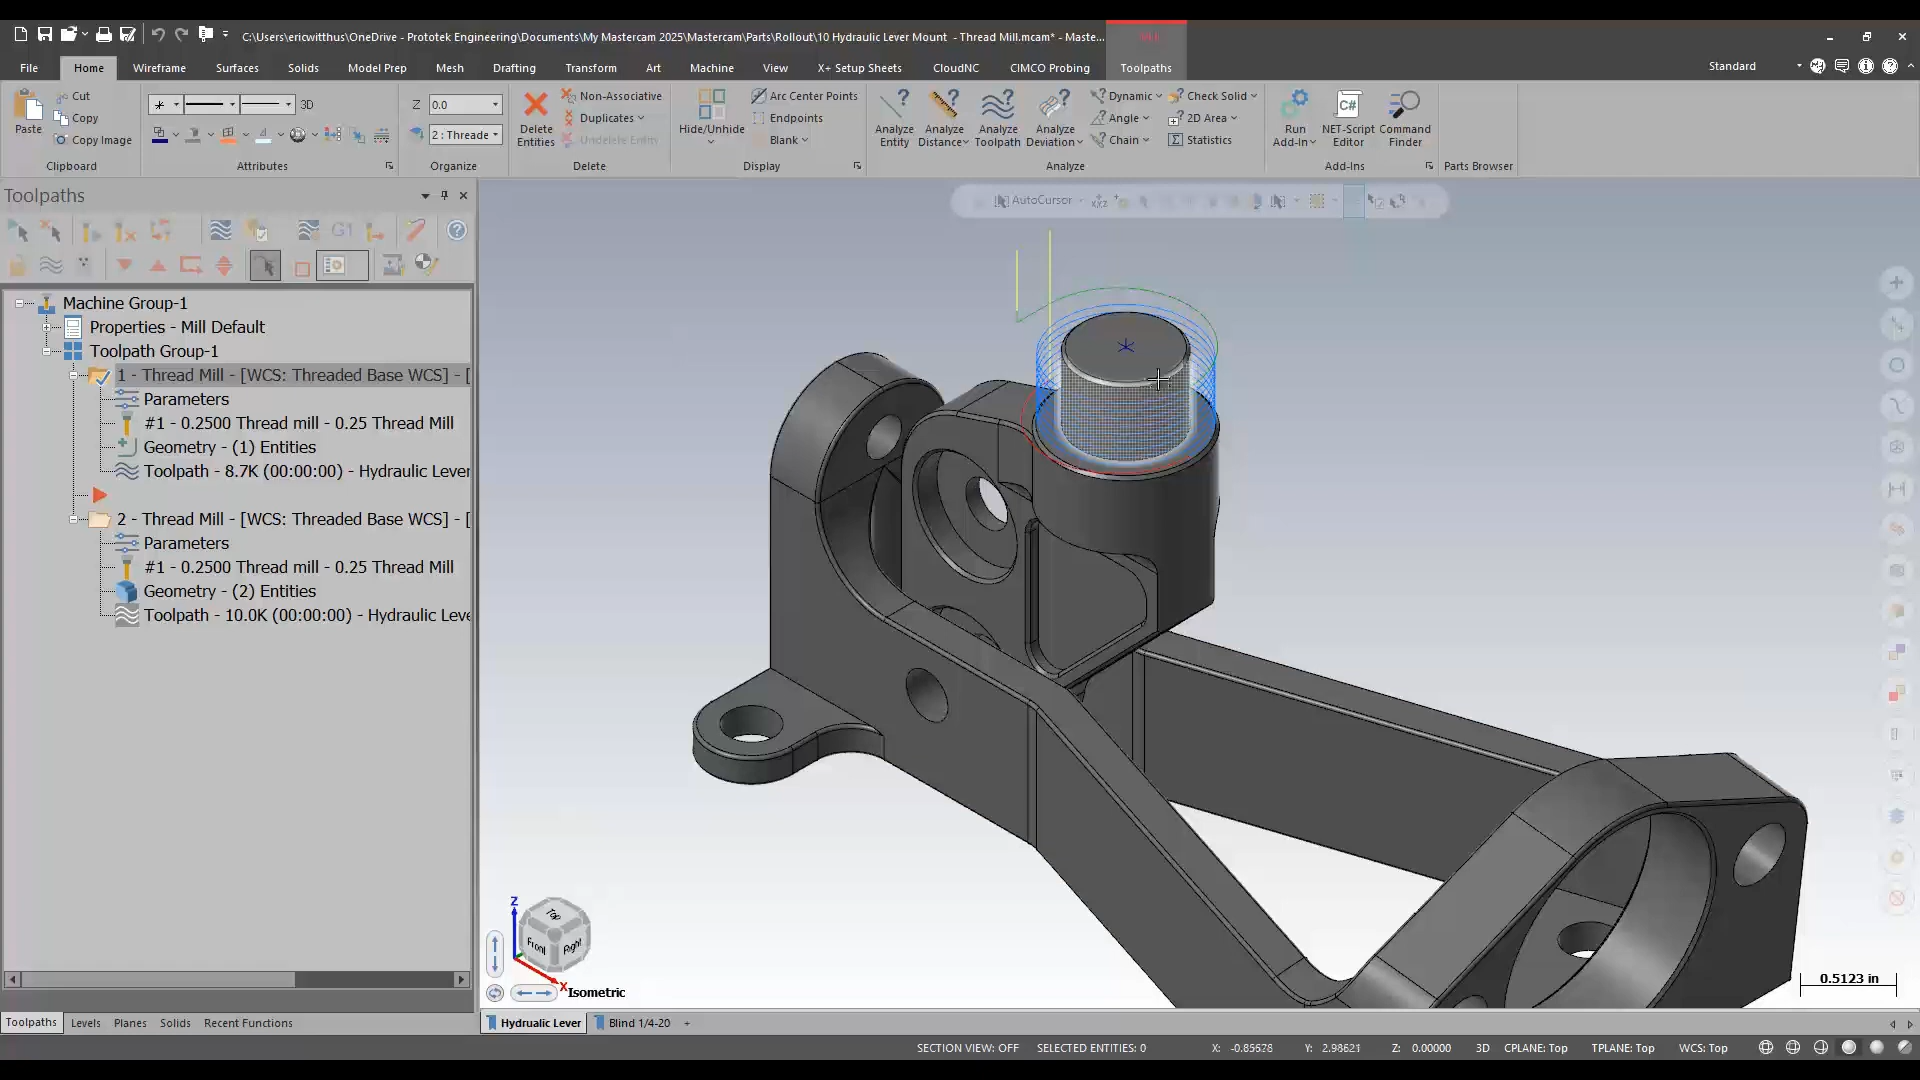 C:\Users\ericwitthus\OneDrive - Prototek Engineering\Documents\My Mastercam 2025\Mastercam\Parts\Rollout\10 Hydraulic Lever Mount  - Thread Mill.mcam* - Maste...
File Home Wireframe Surfaces Solids Model Prep Mesh Drafting Transform Art Machine View X+ Setup Sheets CloudNC CIMCO Probing Toolpaths Standard
Paste Cut Copy Copy Image Clipboard
3D Attributes
Z 0.0
2 : Threade
Organize
Delete Entities Non-Associative Duplicates Undelete Entity Delete
Hide/Unhide Arc Center Points Endpoints Blank Display
Analyze Entity Analyze Distance Analyze Toolpath Analyze Deviation Dynamic Angle Chain Check Solid 2D Area Statistics Analyze
Run Add-In NET-Script Editor Command Finder Add-Ins
Parts Browser
Toolpaths
AutoCursor
G1
Machine Group-1
Properties - Mill Default
Toolpath Group-1
1 - Thread Mill - [WCS: Threaded Base WCS] - [
Parameters
#1 - 0.2500 Thread mill - 0.25 Thread Mill
Geometry - (1) Entities
Toolpath - 8.7K (00:00:00) - Hydraulic Lever
2 - Thread Mill - [WCS: Threaded Base WCS] - [
Parameters
#1 - 0.2500 Thread mill - 0.25 Thread Mill
Geometry - (2) Entities
Toolpath - 10.0K (00:00:00) - Hydraulic Leve
Z
Top
Front Right
X
Isometric
0.5123 in
Toolpaths Levels Planes Solids Recent Functions
Hydrualic Lever Blind 1/4-20 +
SECTION VIEW: OFF SELECTED ENTITIES: 0 X: -0.85678 Y: 2.98621 Z: 0.00000 3D CPLANE: Top TPLANE: Top WCS: Top